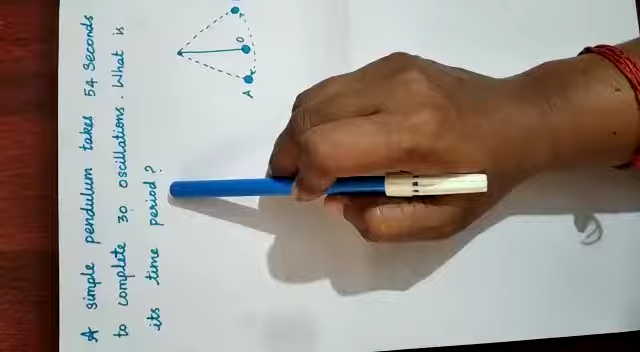 A simple pendulum takes 54 Seconds
to complete 30 oscillations. What is
its time period?
A
O